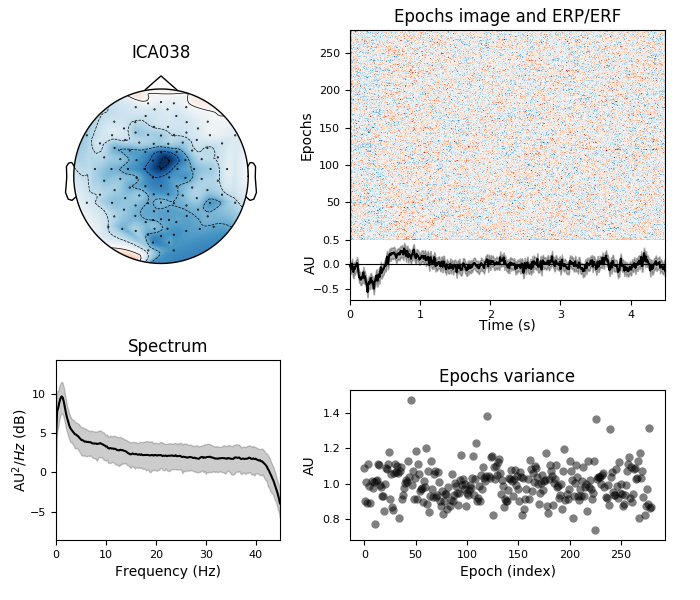 ICA038
Epochs image and ERP/ERF
Epochs
250
200
150
100
50
AU
0.5
0.0
−0.5
0
1
2
3
4
Time (s)
Spectrum
AU²/Hz (dB)
10
5
0
−5
0
10
20
30
40
Frequency (Hz)
Epochs variance
AU
1.4
1.2
1.0
0.8
0
50
100
150
200
250
Epoch (index)